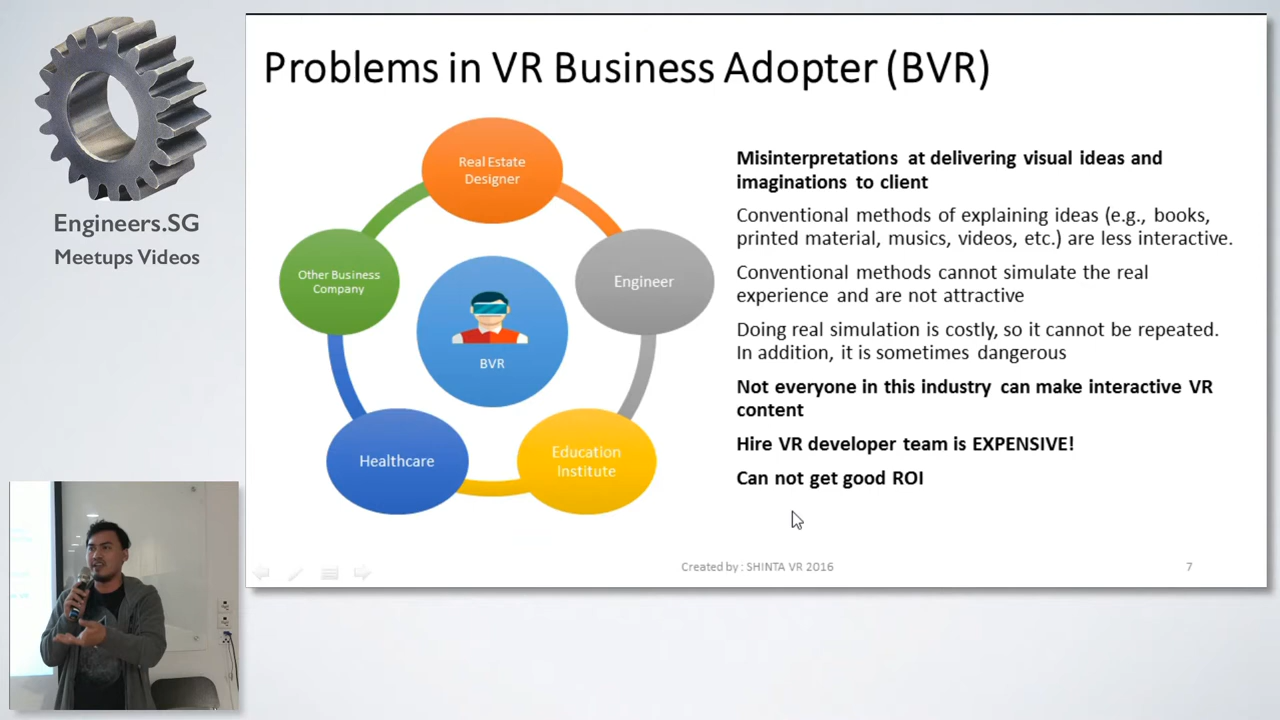 Engineers.SG
Meetups Videos
Problems in VR Business Adopter (BVR)
Real Estate
Designer
Other Business
Company
Engineer
BVR
Healthcare
Education
Institute
Misinterpretations at delivering visual ideas and
imaginations to client
Conventional methods of explaining ideas (e.g., books,
printed material, musics, videos, etc.) are less interactive.
Conventional methods cannot simulate the real
experience and are not attractive
Doing real simulation is costly, so it cannot be repeated.
In addition, it is sometimes dangerous
Not everyone in this industry can make interactive VR
content
Hire VR developer team is EXPENSIVE!
Can not get good ROI
Created by : SHINTA VR 2016
7